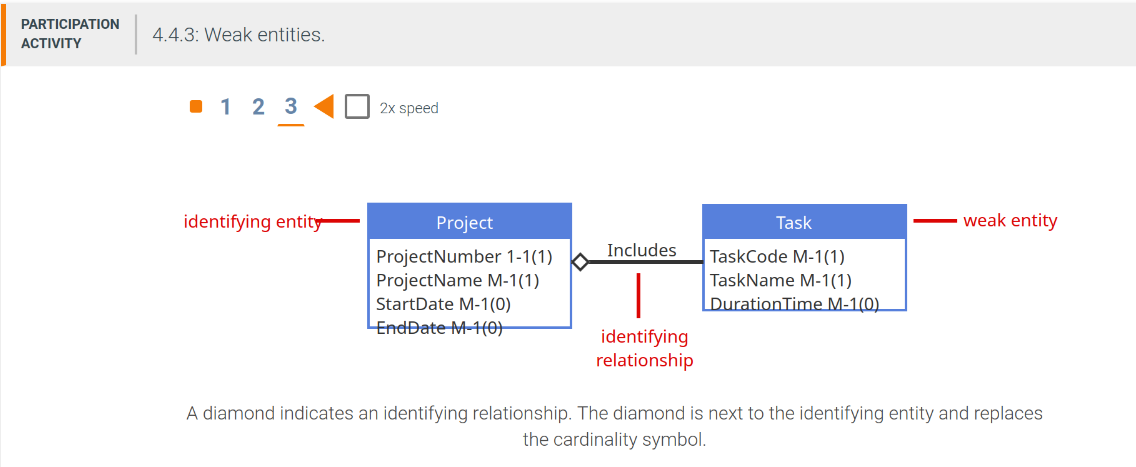 PARTICIPATION
ACTIVITY
4.4.3: Weak entities.
1 2 3 2x speed
identifying entity
Project
ProjectNumber 1-1(1)
ProjectName M-1(1)
StartDate M-1(0)
EndDate M-1(0)
Includes
identifying
relationship
Task
TaskCode M-1(1)
TaskName M-1(1)
DurationTime M-1(0)
weak entity
A diamond indicates an identifying relationship. The diamond is next to the identifying entity and replaces
the cardinality symbol.